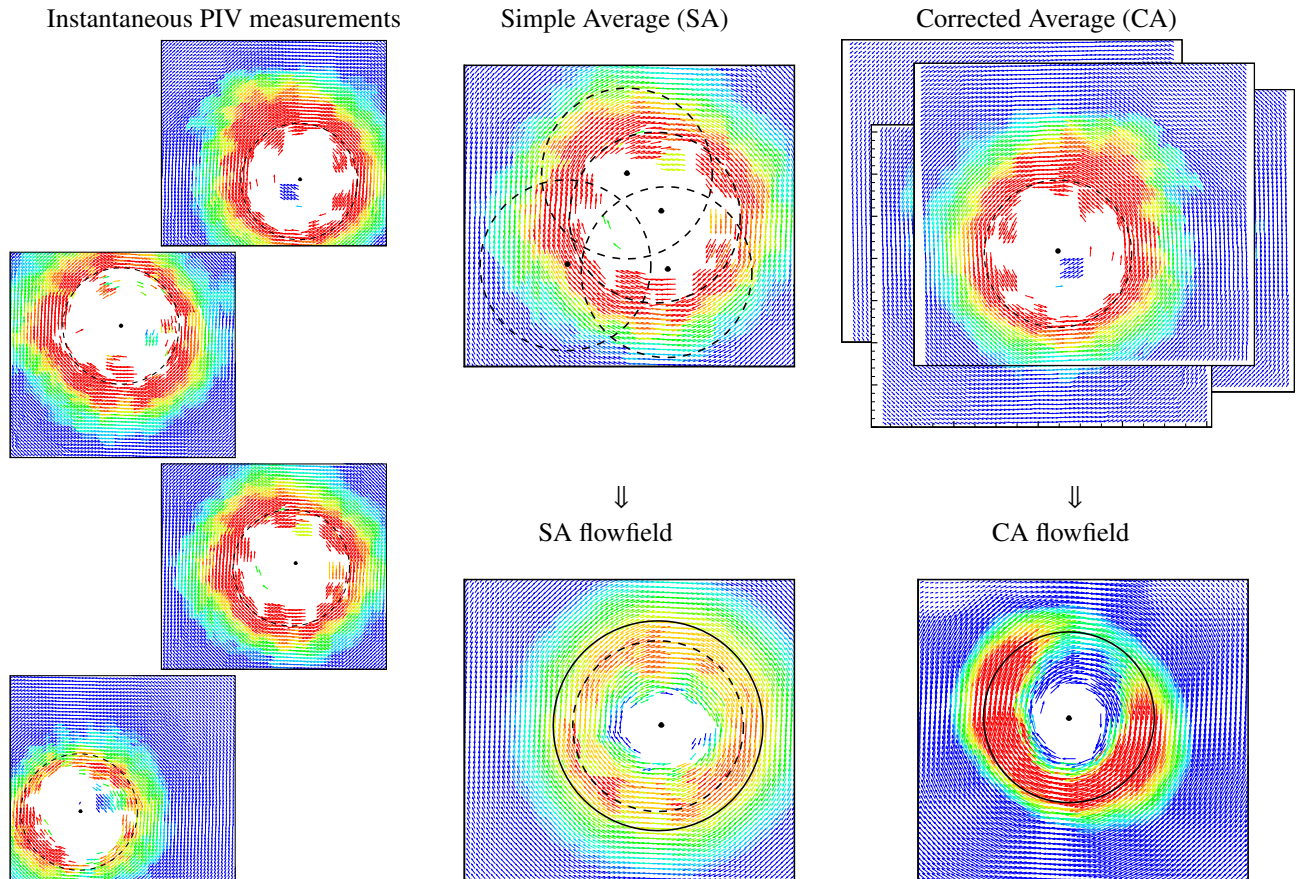 Instantaneous PIV measurements
Simple Average (SA)
Corrected Average (CA)
⇓
⇓
SA flowfield
CA flowfield